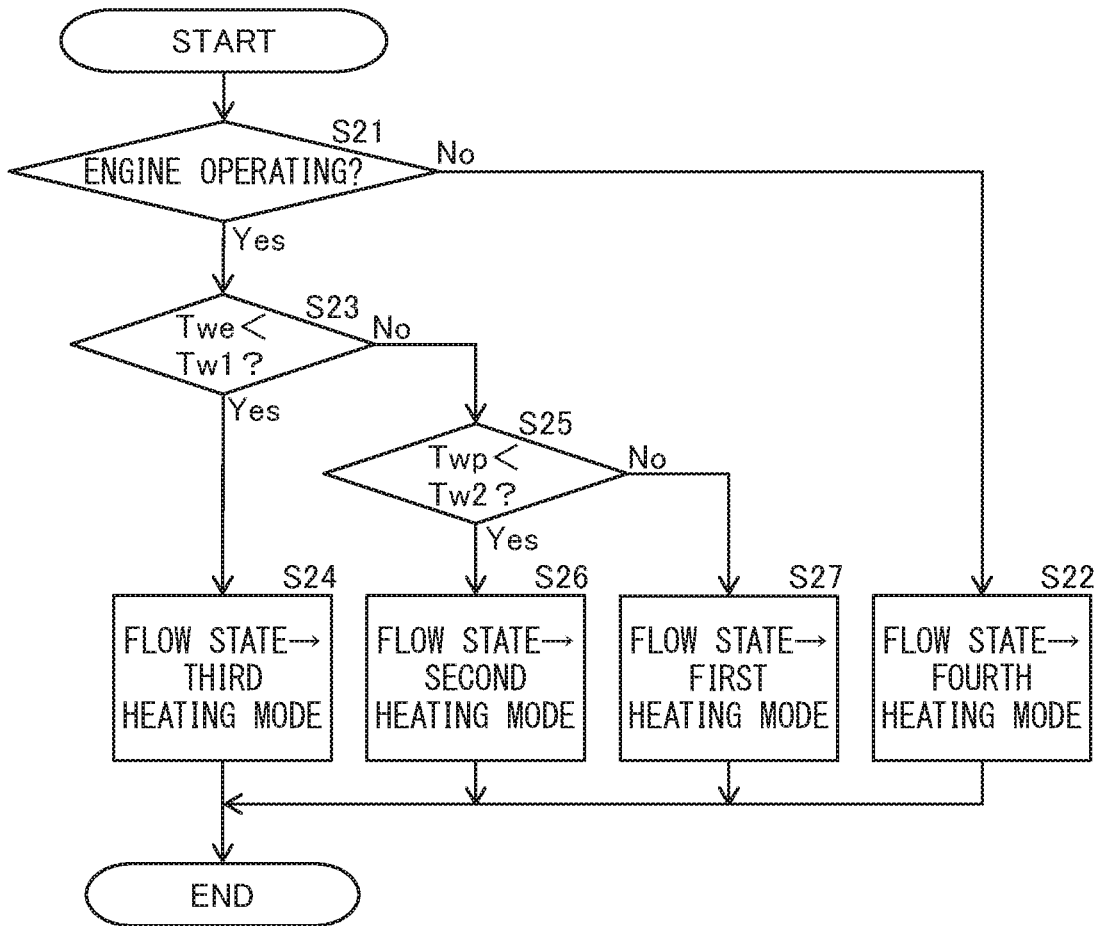 START
S21
ENGINE OPERATING?
No
Yes
S23
Twe <
Tw1?
No
Yes
S25
Twp <
Tw2?
No
Yes
S24
FLOW STATE→
THIRD
HEATING MODE
S26
FLOW STATE→
SECOND
HEATING MODE
S27
FLOW STATE→
FIRST
HEATING MODE
S22
FLOW STATE→
FOURTH
HEATING MODE
END